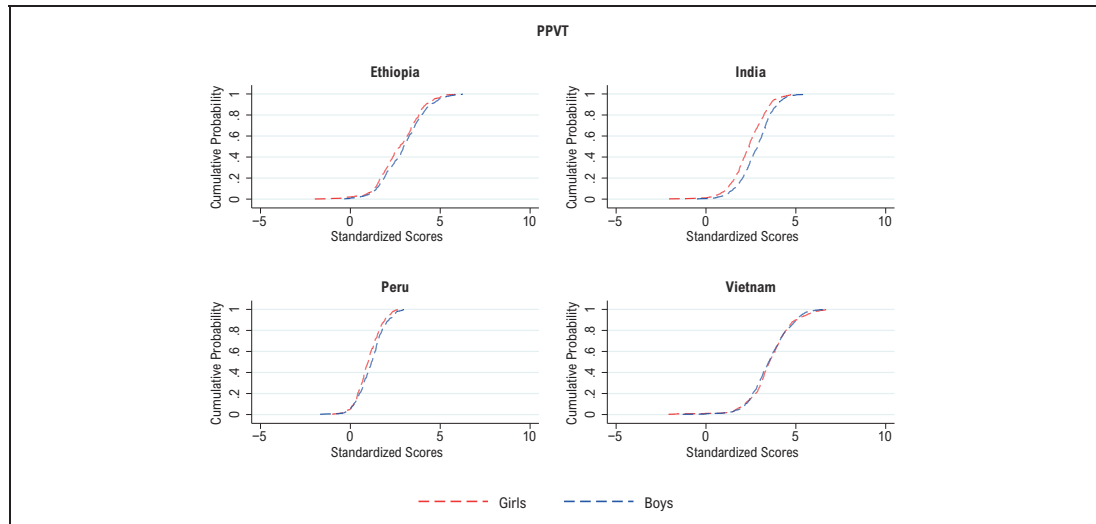 PPVT
Ethiopia
Cumulative Probability
0 .2 .4 .6 .8 1
−5 0 5 10
Standardized Scores
India
Cumulative Probability
0 .2 .4 .6 .8 1
−5 0 5 10
Standardized Scores
Peru
Cumulative Probability
0 .2 .4 .6 .8 1
−5 0 5 10
Standardized Scores
Vietnam
Cumulative Probability
0 .2 .4 .6 .8 1
−5 0 5 10
Standardized Scores
Girls Boys